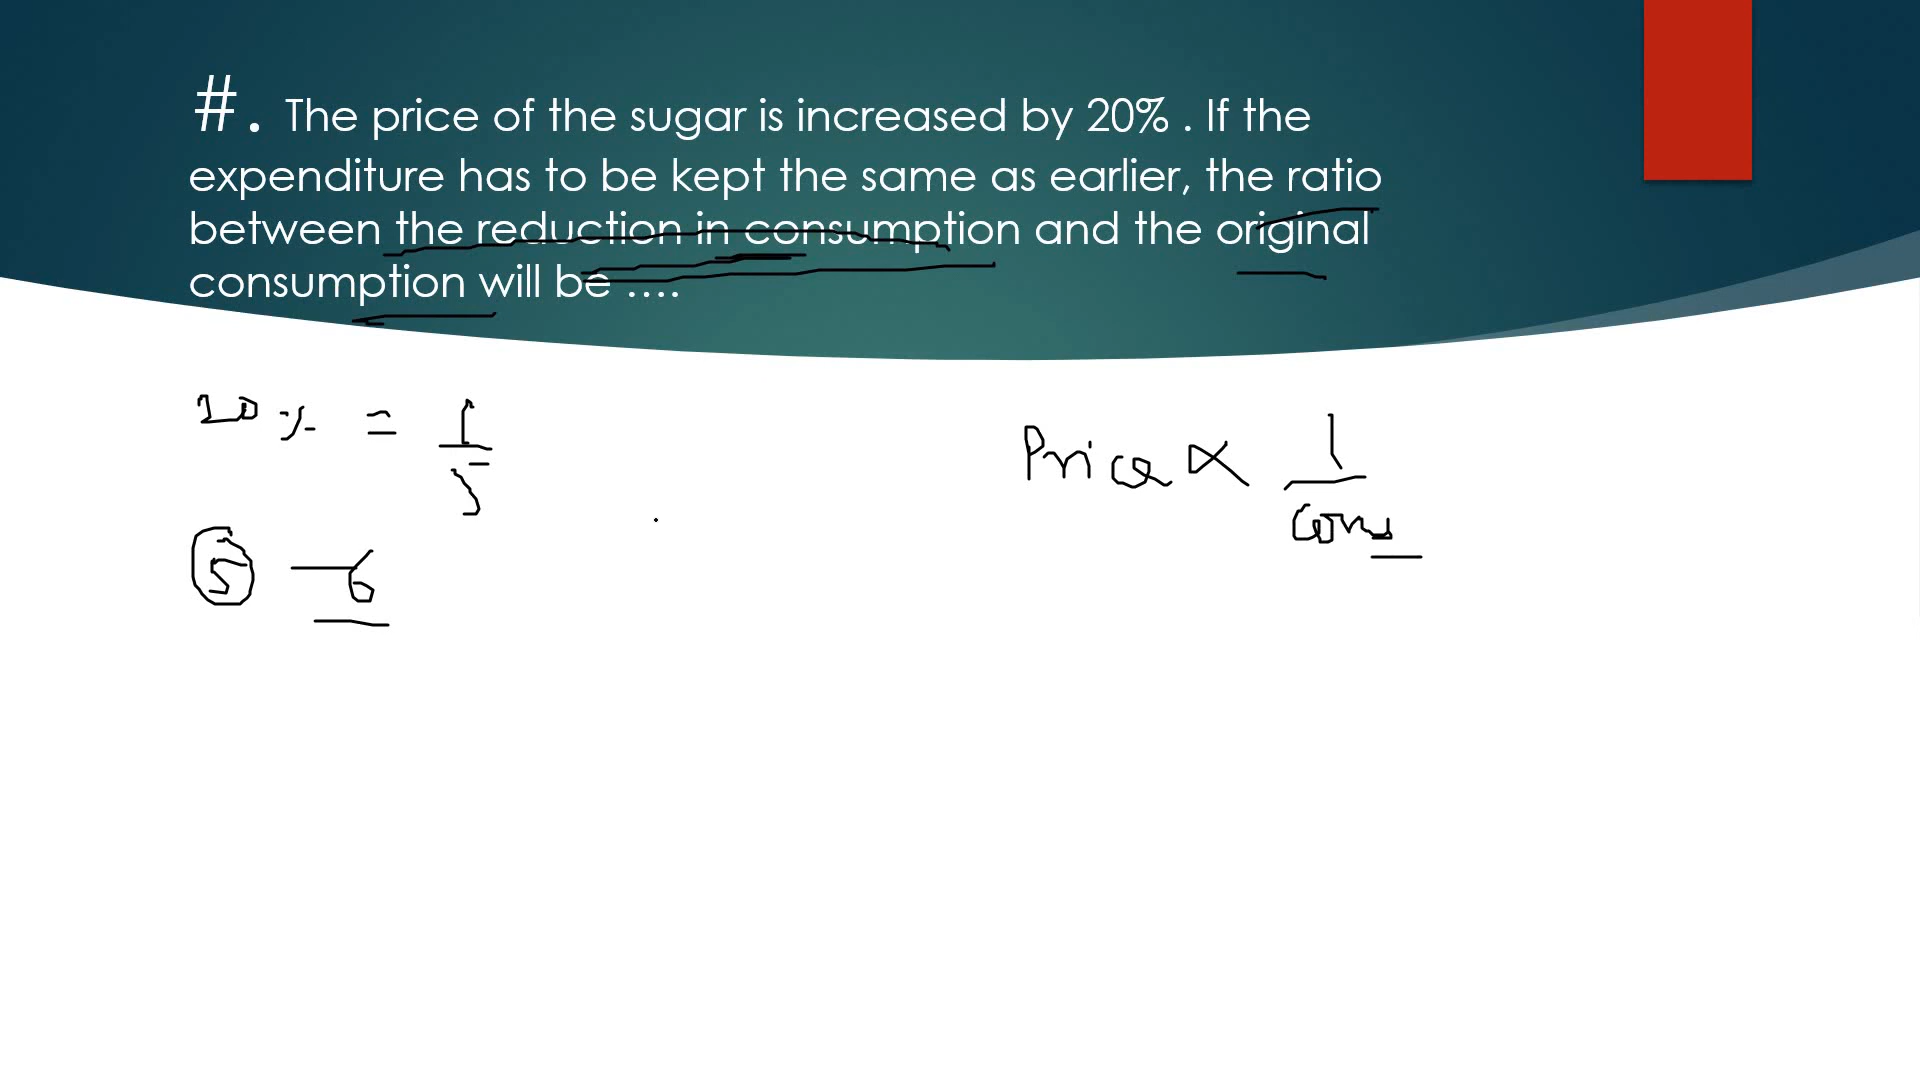 #. The price of the sugar is increased by 20% . If the
expenditure has to be kept the same as earlier, the ratio
between the reduction in consumption and the original
consumption will be ....
20% = 1/5
Price ∝ 1/cons
5 — 6